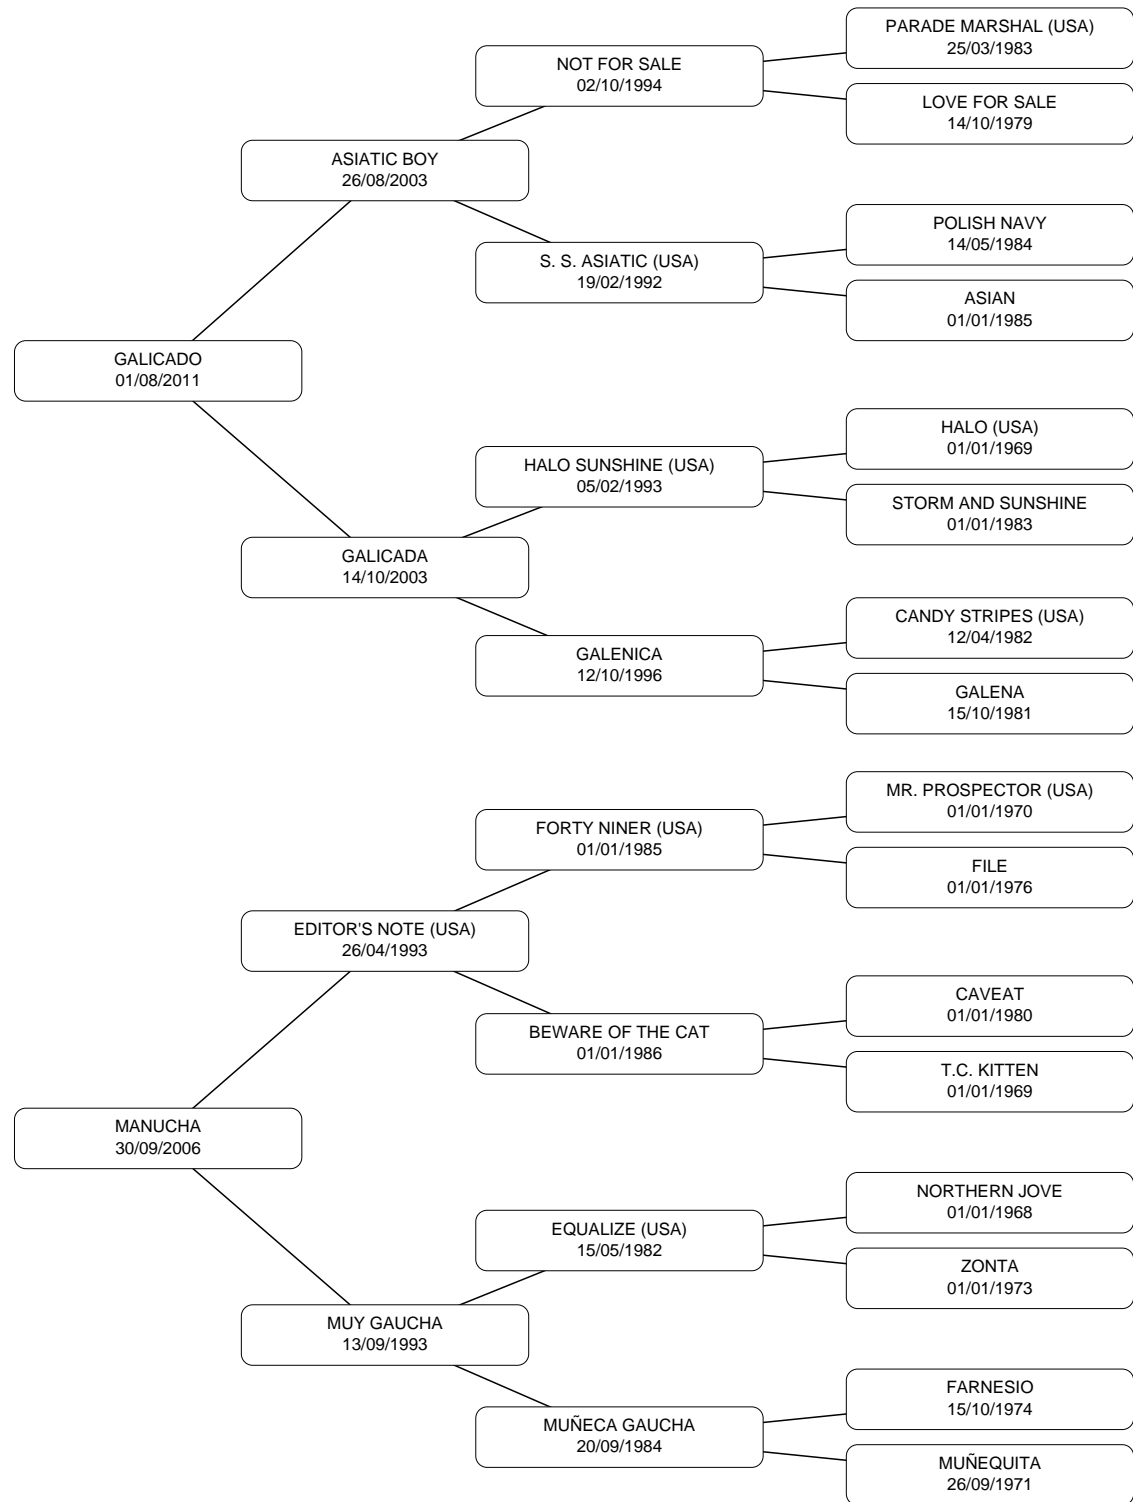 PARADE MARSHAL (USA)
25/03/1983
NOT FOR SALE
02/10/1994
LOVE FOR SALE
14/10/1979
ASIATIC BOY
26/08/2003
POLISH NAVY
14/05/1984
S. S. ASIATIC (USA)
19/02/1992
ASIAN
01/01/1985
GALICADO
01/08/2011
HALO (USA)
01/01/1969
HALO SUNSHINE (USA)
05/02/1993
STORM AND SUNSHINE
01/01/1983
GALICADA
14/10/2003
CANDY STRIPES (USA)
12/04/1982
GALENICA
12/10/1996
GALENA
15/10/1981
MR. PROSPECTOR (USA)
01/01/1970
FORTY NINER (USA)
01/01/1985
FILE
01/01/1976
EDITOR'S NOTE (USA)
26/04/1993
CAVEAT
01/01/1980
BEWARE OF THE CAT
01/01/1986
T.C. KITTEN
01/01/1969
MANUCHA
30/09/2006
NORTHERN JOVE
01/01/1968
EQUALIZE (USA)
15/05/1982
ZONTA
01/01/1973
MUY GAUCHA
13/09/1993
FARNESIO
15/10/1974
MUÑECA GAUCHA
20/09/1984
MUÑEQUITA
26/09/1971